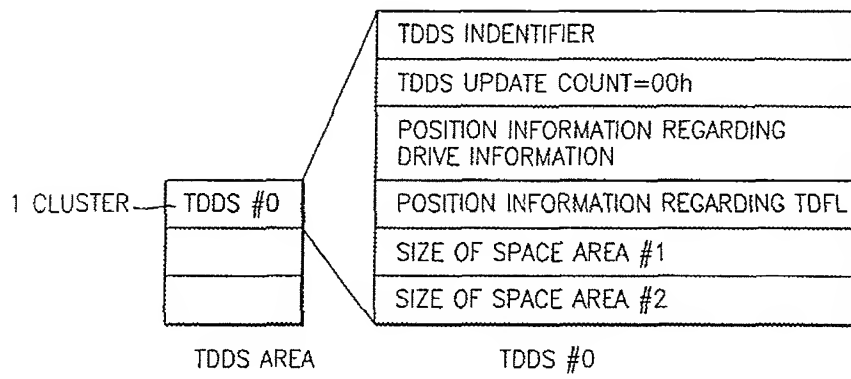 TDDS INDENTIFIER
TDDS UPDATE COUNT=00h
POSITION INFORMATION REGARDING
DRIVE INFORMATION
1 CLUSTER
TDDS #0
POSITION INFORMATION REGARDING TDFL
SIZE OF SPACE AREA #1
SIZE OF SPACE AREA #2
TDDS AREA
TDDS #0